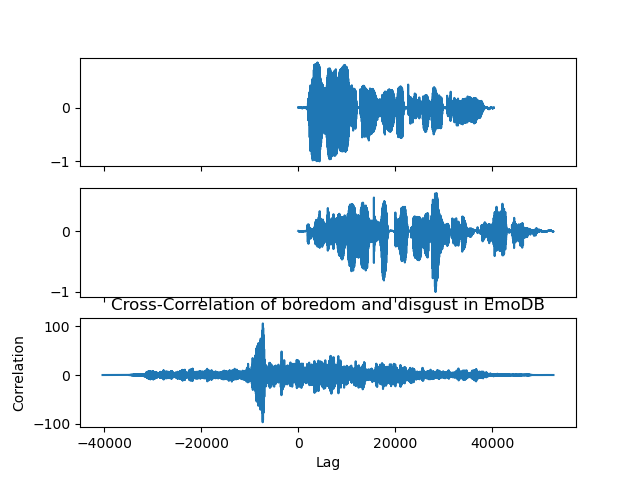 0
−1
0
−1
Cross-Correlation of boredom and disgust in EmoDB
100
0
−100
Correlation
−40000 −20000 0 20000 40000
Lag